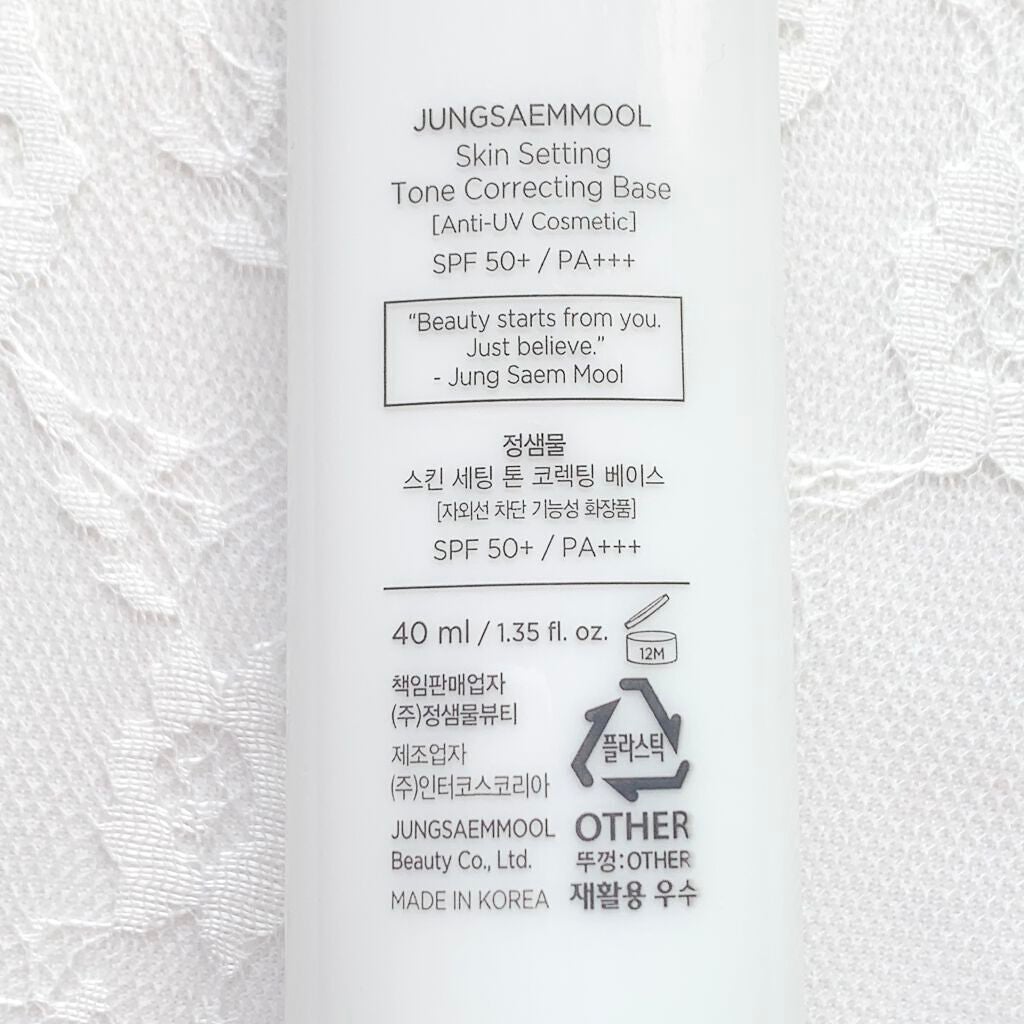 JUNGSAEMMOOL
Skin Setting
Tone Correcting Base
[Anti-UV Cosmetic]
SPF 50+ / PA+++
“Beauty starts from you.
Just believe.”
- Jung Saem Mool
정샘물
스킨 세팅 톤 코렉팅 베이스
[자외선 차단 기능성 화장품]
SPF 50+ / PA+++
40 ml / 1.35 fl. oz.
12M
책임판매업자
(주)정샘물뷰티
제조업자
(주)인터코스코리아
JUNGSAEMMOOL
Beauty Co., Ltd.
MADE IN KOREA
플라스틱
OTHER
뚜껑:OTHER
재활용 우수